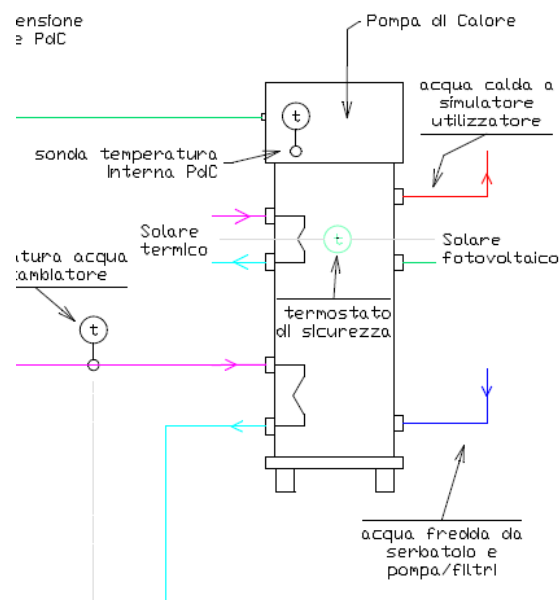 ensione
e PdC
Pompa di Calore
acqua calda a
simulatore
utilizzatore
t
sonda temperatura
interna PdC
Solare
termico
t
Solare
fotovoltaico
atura acqua
cambiatore
termostato
di sicurezza
t
acqua fredda da
serbatoio e
pompa/filtri